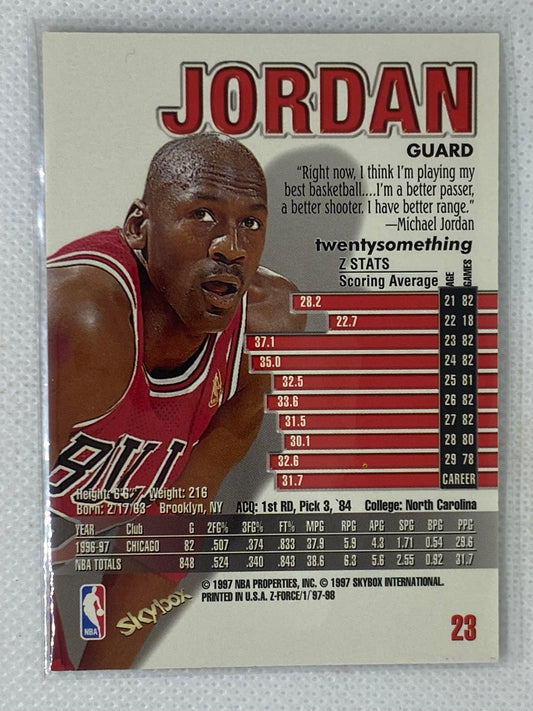 JORDAN
GUARD
“Right now, I think I'm playing my
best basketball....I'm a better passer,
a better shooter. I have better range.”
—Michael Jordan
twentysomething
Z STATS
Scoring Average AGE GAMES
28.2 21 82
22.7 22 18
37.1 23 82
35.0 24 82
32.5 25 81
33.6 26 82
31.5 27 82
30.1 28 80
32.6 29 78
31.7 CAREER
BULL
Height: 6'6" Weight: 216
Born: 2/17/63 Brooklyn, NY ACQ: 1st RD, Pick 3, `84 College: North Carolina
YEAR Club G 2FG% 3FG% FT% MPG RPG APG SPG BPG PPG
1996-97 CHICAGO 82 .507 .374 .833 37.9 5.9 4.3 1.71 0.54 29.6
NBA TOTALS 848 .524 .340 .843 38.6 6.3 5.6 2.55 0.92 31.7
© 1997 NBA PROPERTIES, INC. © 1997 SKYBOX INTERNATIONAL.
PRINTED IN U.S.A. Z-FORCE/1/`97-98
NBA
skybox
23